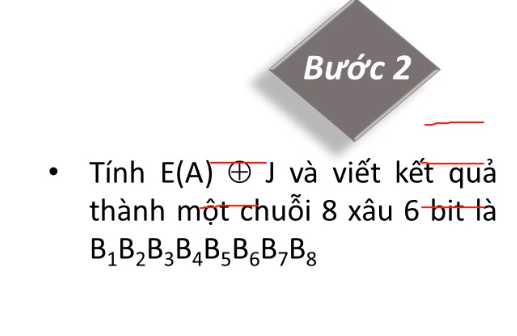 Bước 2
• Tính E(A) ⊕ J và viết kết quả
thành một chuỗi 8 xâu 6 bit là
B₁B₂B₃B₄B₅B₆B₇B₈